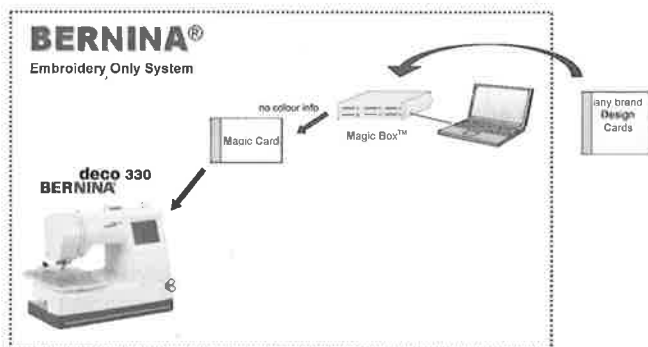 BERNINA®
Embroidery Only System
no colour info
Magic Card
Magic Box™
any brand
Design
Cards
deco 330
BERNINA